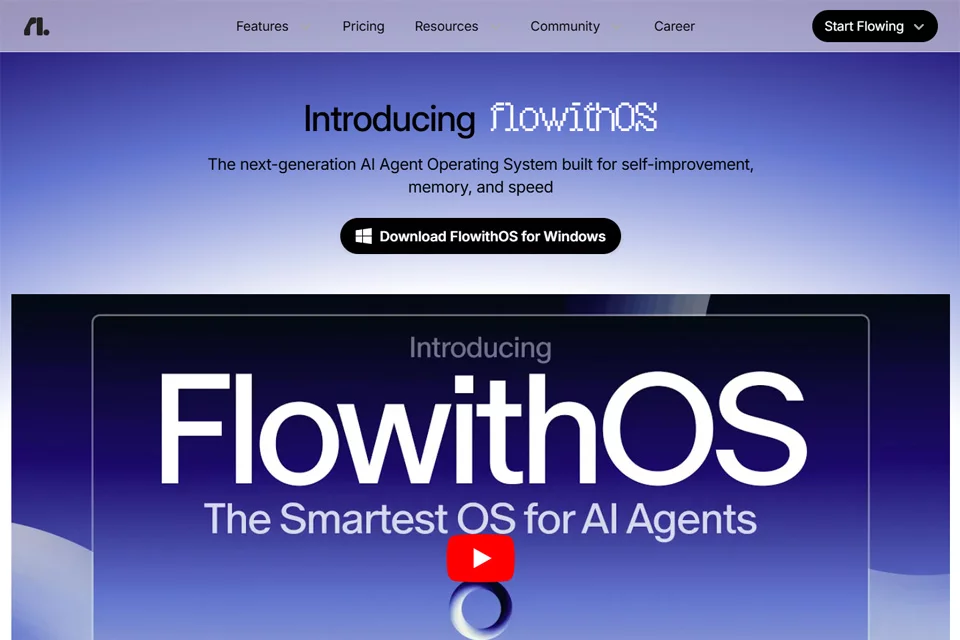 Features
Pricing
Resources
Community
Career
Start Flowing
Introducing flowithOS
The next-generation AI Agent Operating System built for self-improvement,
memory, and speed
Download FlowithOS for Windows
Introducing
FlowithOS
The Smartest OS for AI Agents